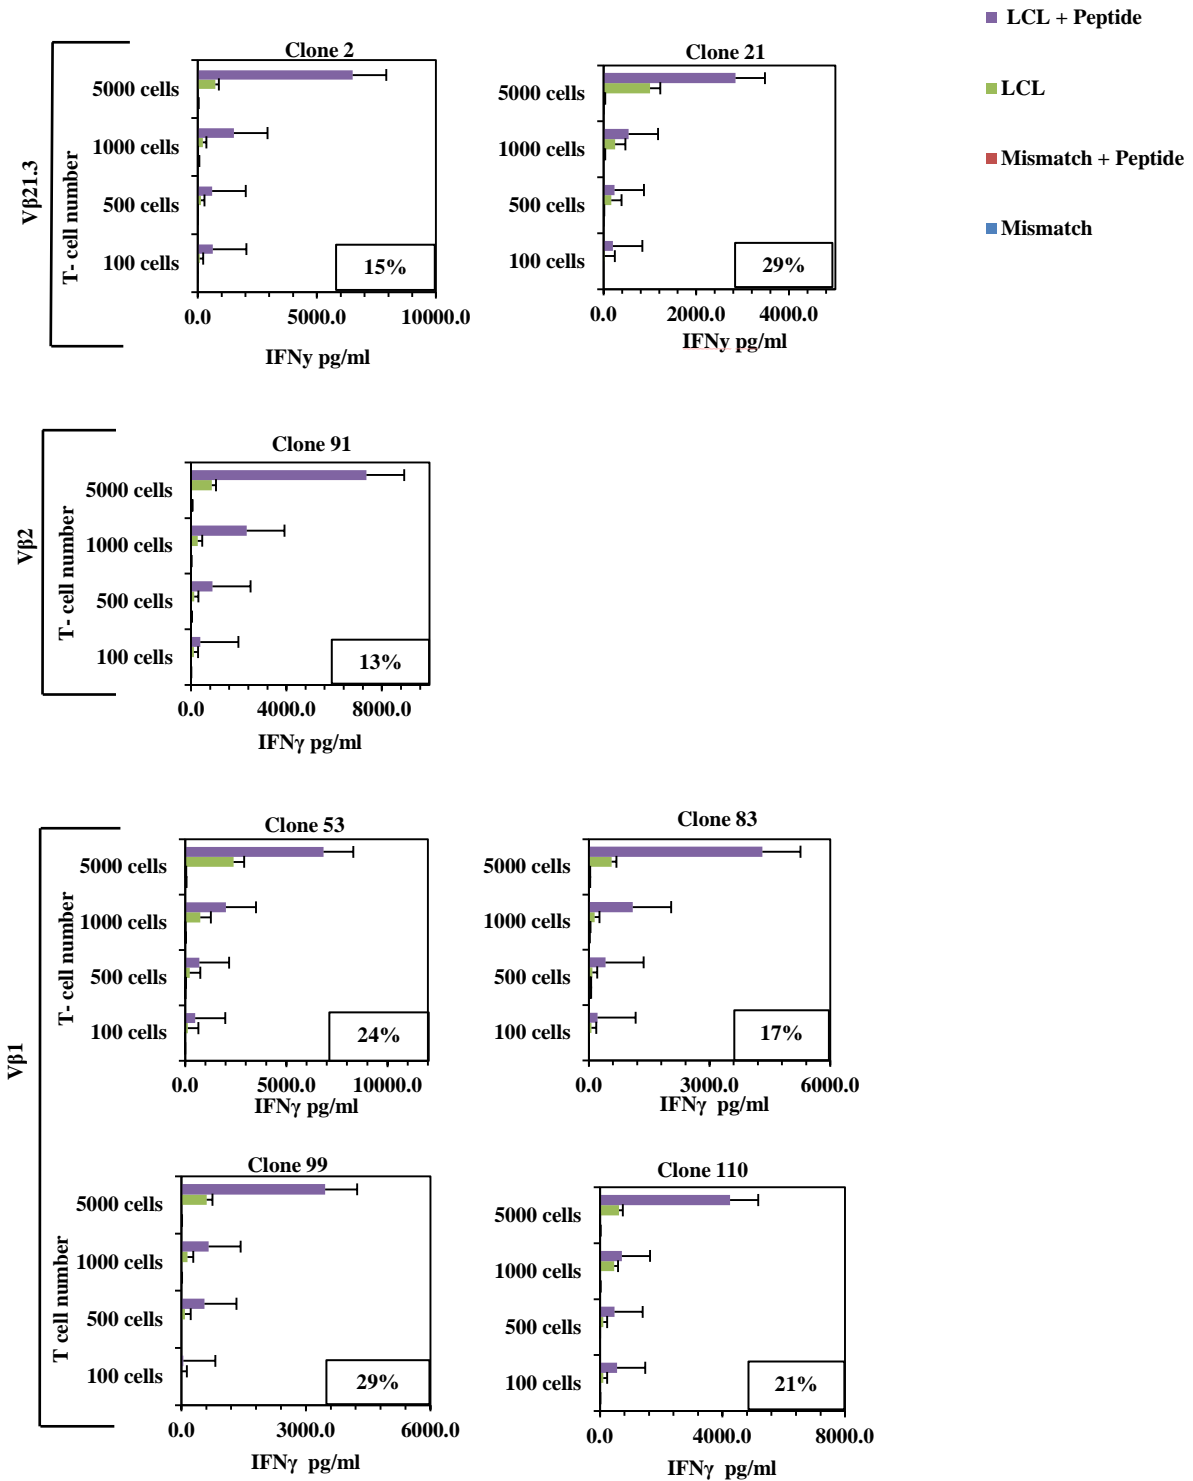 LCL + Peptide
LCL
Mismatch + Peptide
Mismatch
Vβ21.3
T- cell number
Clone 2
5000 cells
1000 cells
500 cells
100 cells
15%
0.0 5000.0 10000.0
IFNy pg/ml
Clone 21
5000 cells
1000 cells
500 cells
100 cells
29%
0.0 2000.0 4000.0
IFNy pg/ml
Vβ2
T- cell number
Clone 91
5000 cells
1000 cells
500 cells
100 cells
13%
0.0 4000.0 8000.0
IFNγ pg/ml
Vβ1
T- cell number
Clone 53
5000 cells
1000 cells
500 cells
100 cells
24%
0.0 5000.0 10000.0
IFNγ pg/ml
Clone 83
5000 cells
1000 cells
500 cells
100 cells
17%
0.0 3000.0 6000.0
IFNγ pg/ml
T cell number
Clone 99
5000 cells
1000 cells
500 cells
100 cells
29%
0.0 3000.0 6000.0
IFNγ pg/ml
Clone 110
5000 cells
1000 cells
500 cells
100 cells
21%
0.0 4000.0 8000.0
IFNγ pg/ml